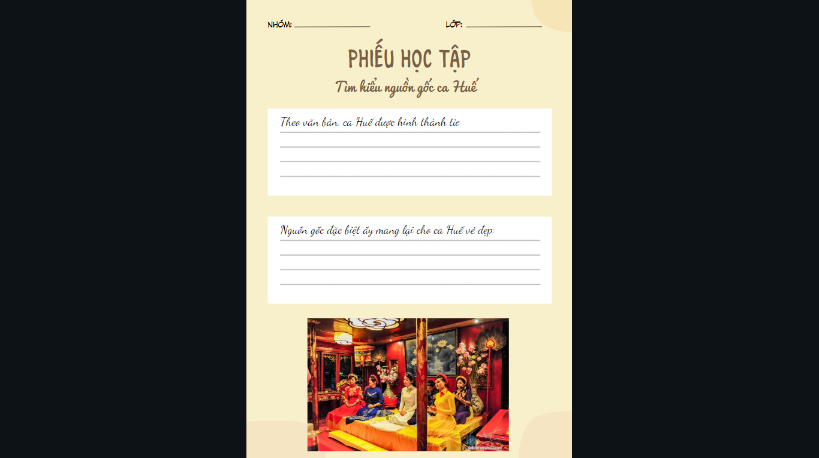 NHÓM: LỚP:
PHIẾU HỌC TẬP
Tìm hiểu nguồn gốc ca Huế
Theo văn bản, ca Huế được hình thành từ:
Nguồn gốc đặc biệt ấy mang lại cho ca Huế vẻ đẹp: